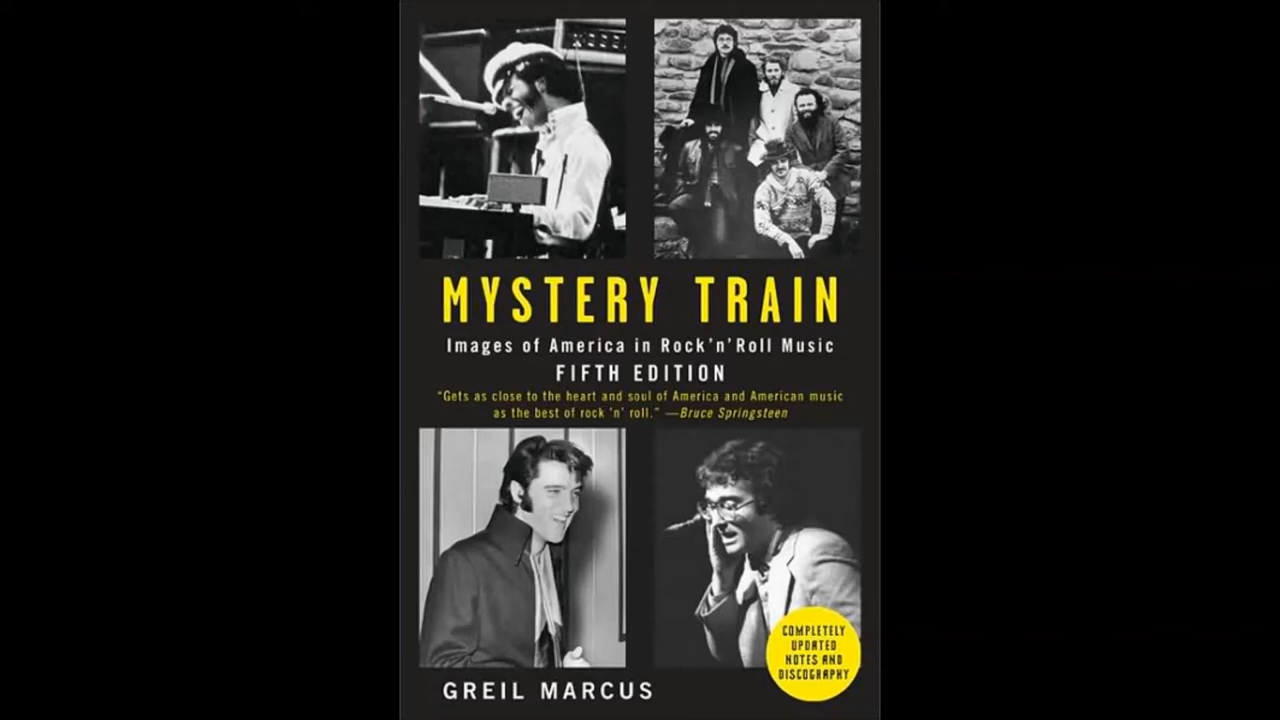 MYSTERY TRAIN
Images of America in Rock'n'Roll Music
FIFTH EDITION
"Gets as close to the heart and soul of America and American music
as the best of rock 'n' roll." —Bruce Springsteen
COMPLETELY
UPDATED
NOTES AND
DISCOGRAPHY
GREIL MARCUS